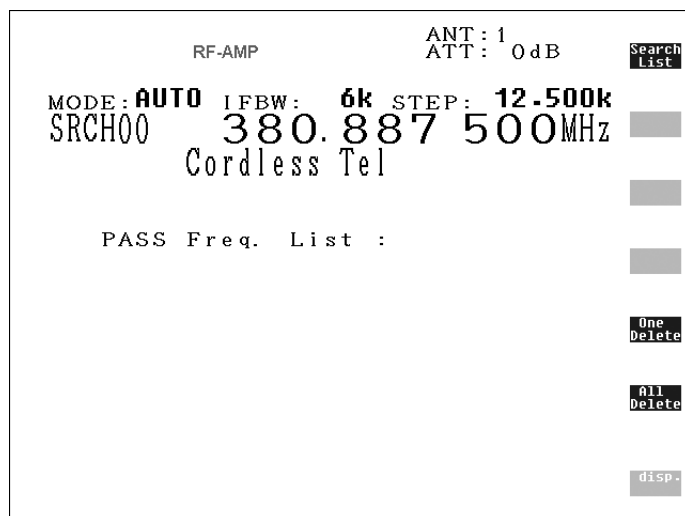 ANT:1
RF-AMP ATT: 0dB
Search
List
MODE:AUTO IFBW: 6k STEP: 12.500k
SRCH00 380.887 500MHz
Cordless Tel
PASS Freq. List :
One
Delete
All
Delete
disp.